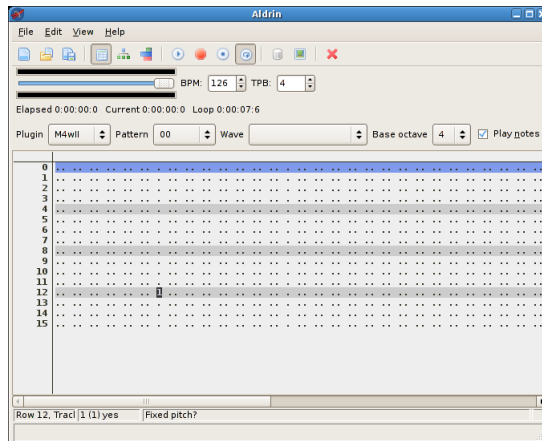 Aldrin
File Edit View Help
BPM: 126 TPB: 4
Elapsed 0:00:00:0 Current 0:00:00:0 Loop 0:00:07:6
Plugin M4wII Pattern 00 Wave Base octave 4 Play notes
0
1
2
3
4
5
6
7
8
9
10
11
12 1
13
14
15
Row 12, Tracl 1 (1) yes Fixed pitch?